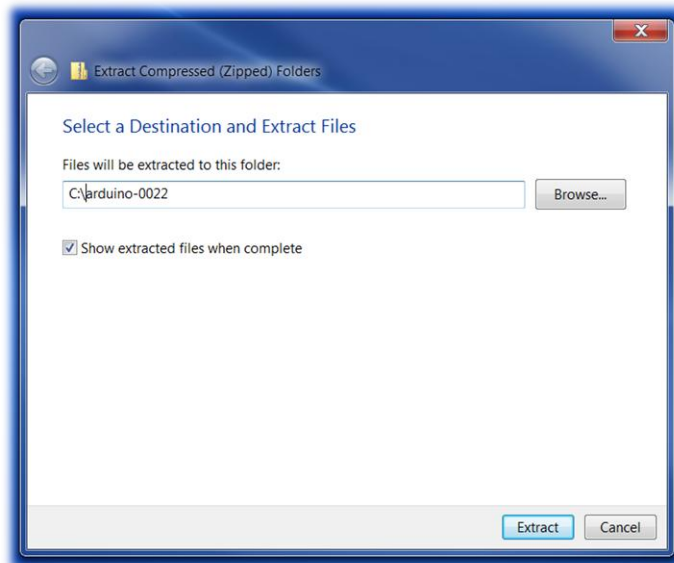 Extract Compressed (Zipped) Folders
Select a Destination and Extract Files
Files will be extracted to this folder:
C:\arduino-0022
Browse...
Show extracted files when complete
Extract
Cancel